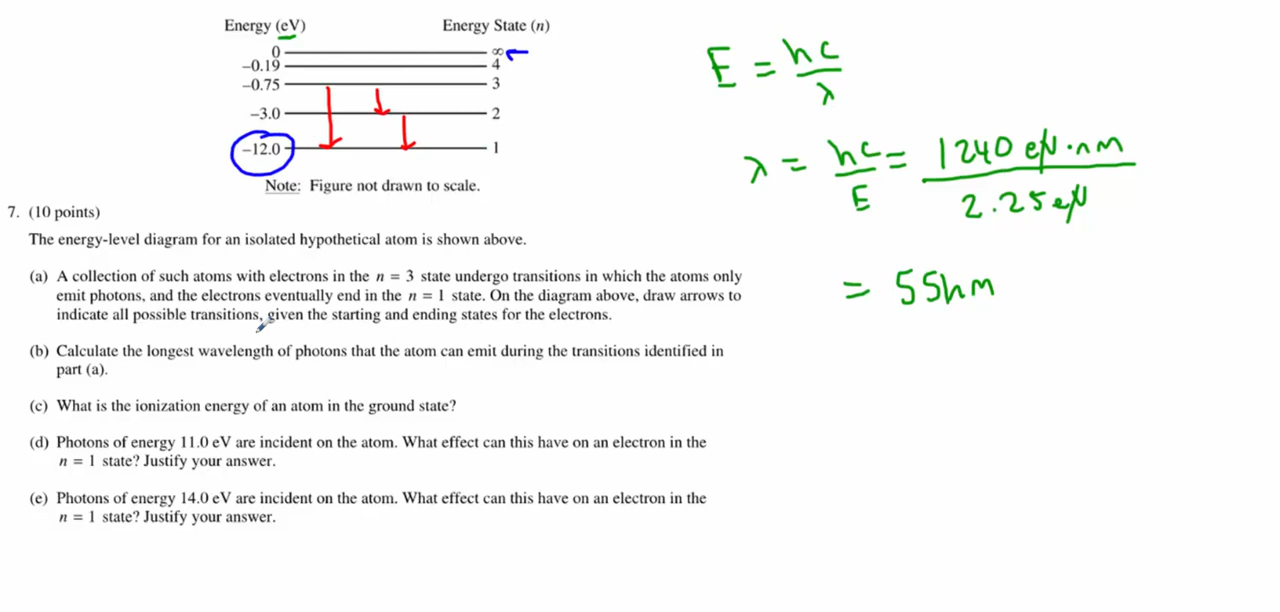 Energy (eV) Energy State (n)
0 ∞
−0.19 4
−0.75 3
−3.0 2
−12.0 1
Note: Figure not drawn to scale.
E = hc/λ
λ = hc/E = 1240 eV·nm / 2.25 eV
= 551nm
7. (10 points)
The energy-level diagram for an isolated hypothetical atom is shown above.
(a) A collection of such atoms with electrons in the n = 3 state undergo transitions in which the atoms only
emit photons, and the electrons eventually end in the n = 1 state. On the diagram above, draw arrows to
indicate all possible transitions, given the starting and ending states for the electrons.
(b) Calculate the longest wavelength of photons that the atom can emit during the transitions identified in
part (a).
(c) What is the ionization energy of an atom in the ground state?
(d) Photons of energy 11.0 eV are incident on the atom. What effect can this have on an electron in the
n = 1 state? Justify your answer.
(e) Photons of energy 14.0 eV are incident on the atom. What effect can this have on an electron in the
n = 1 state? Justify your answer.